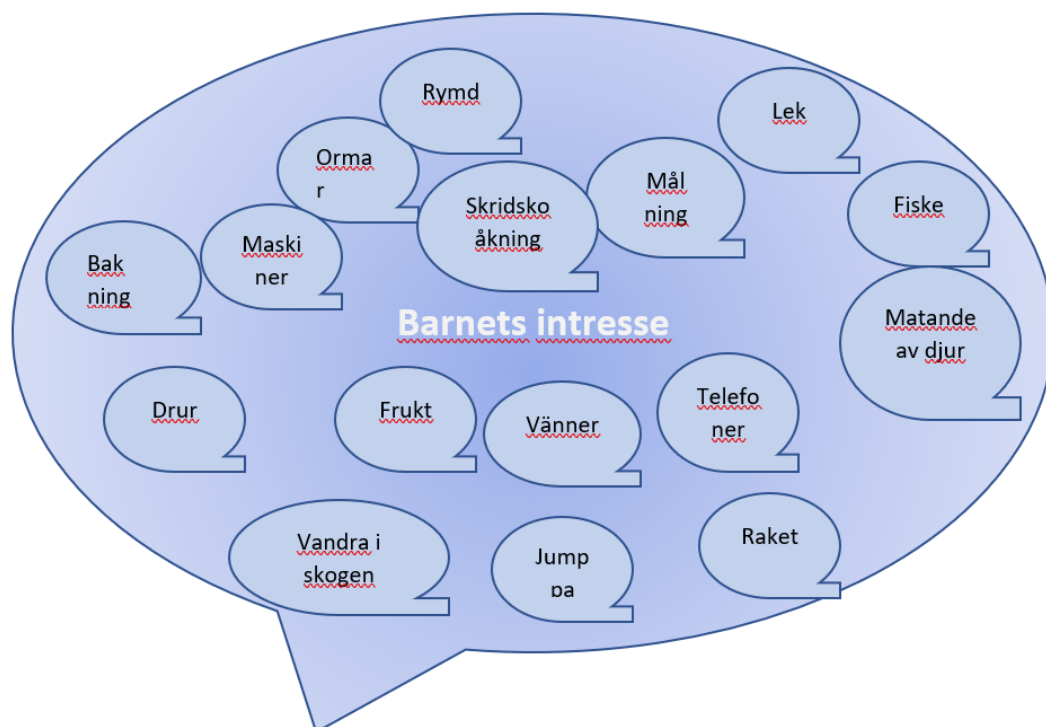 Rymd
Lek
Orma
r
Skridsko
åkning
Mål
ning
Fiske
Bak
ning
Maski
ner
Barnets intresse
Matande
av djur
Drur
Frukt
Vänner
Telefo
ner
Vandra i
skogen
Jump
pa
Raket